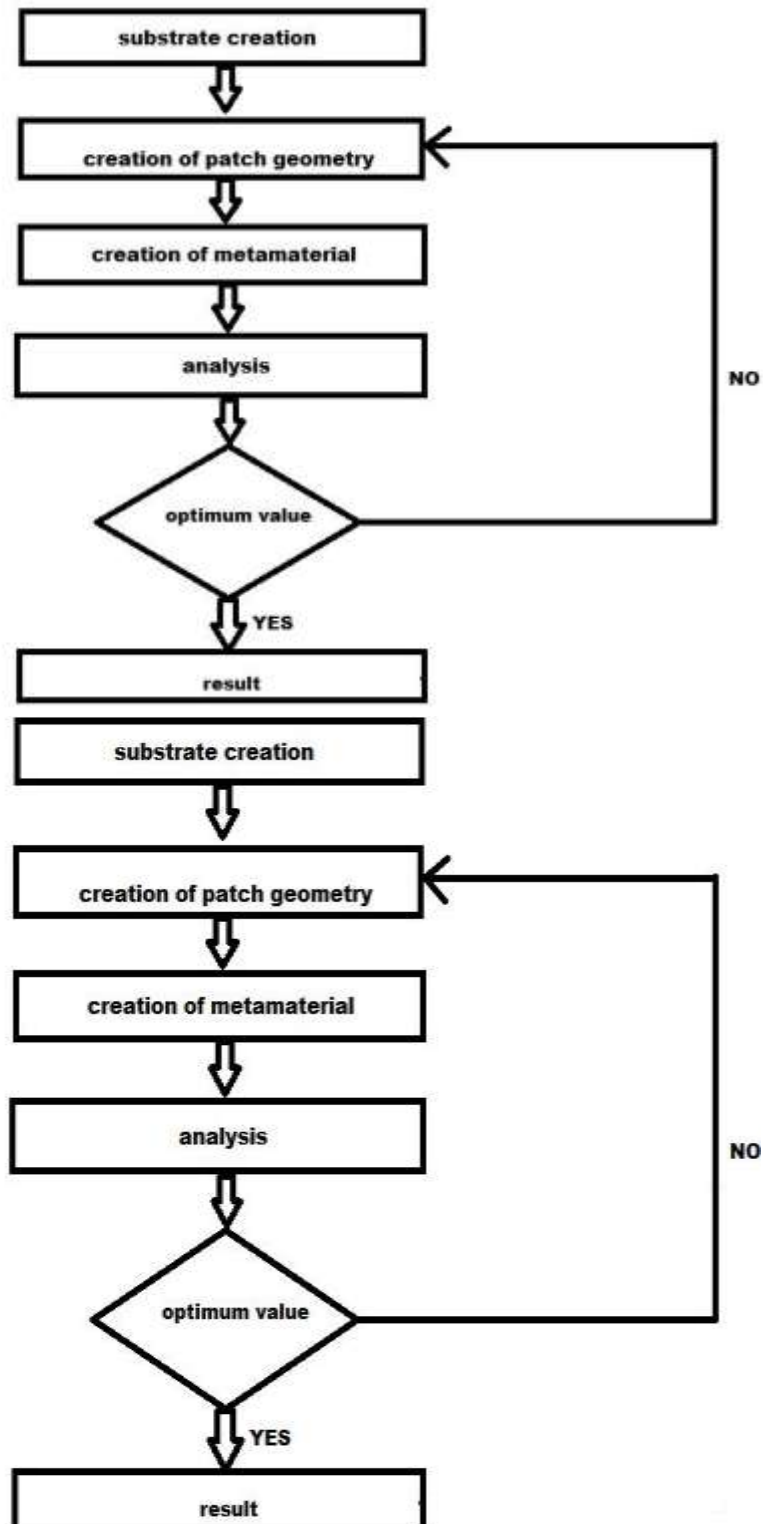 substrate creation
creation of patch geometry
creation of metamaterial
analysis
NO
optimum value
YES
result
substrate creation
creation of patch geometry
creation of metamaterial
analysis
NO
optimum value
YES
result